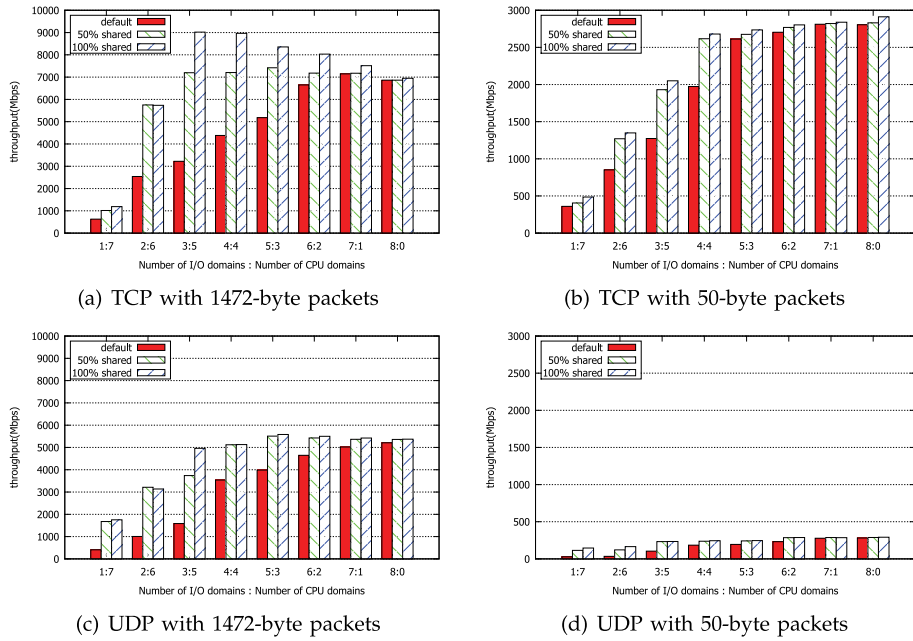 10000
9000
8000
7000
6000
5000
4000
3000
2000
1000
0
throughput(Mbps)
default
50% shared
100% shared
1:7 2:6 3:5 4:4 5:3 6:2 7:1 8:0
Number of I/O domains : Number of CPU domains
(a) TCP with 1472-byte packets
3000
2500
2000
1500
1000
500
0
throughput(Mbps)
default
50% shared
100% shared
1:7 2:6 3:5 4:4 5:3 6:2 7:1 8:0
Number of I/O domains : Number of CPU domains
(b) TCP with 50-byte packets
10000
9000
8000
7000
6000
5000
4000
3000
2000
1000
0
throughput(Mbps)
default
50% shared
100% shared
1:7 2:6 3:5 4:4 5:3 6:2 7:1 8:0
Number of I/O domains : Number of CPU domains
(c) UDP with 1472-byte packets
3000
2500
2000
1500
1000
500
0
throughput(Mbps)
default
50% shared
100% shared
1:7 2:6 3:5 4:4 5:3 6:2 7:1 8:0
Number of I/O domains : Number of CPU domains
(d) UDP with 50-byte packets